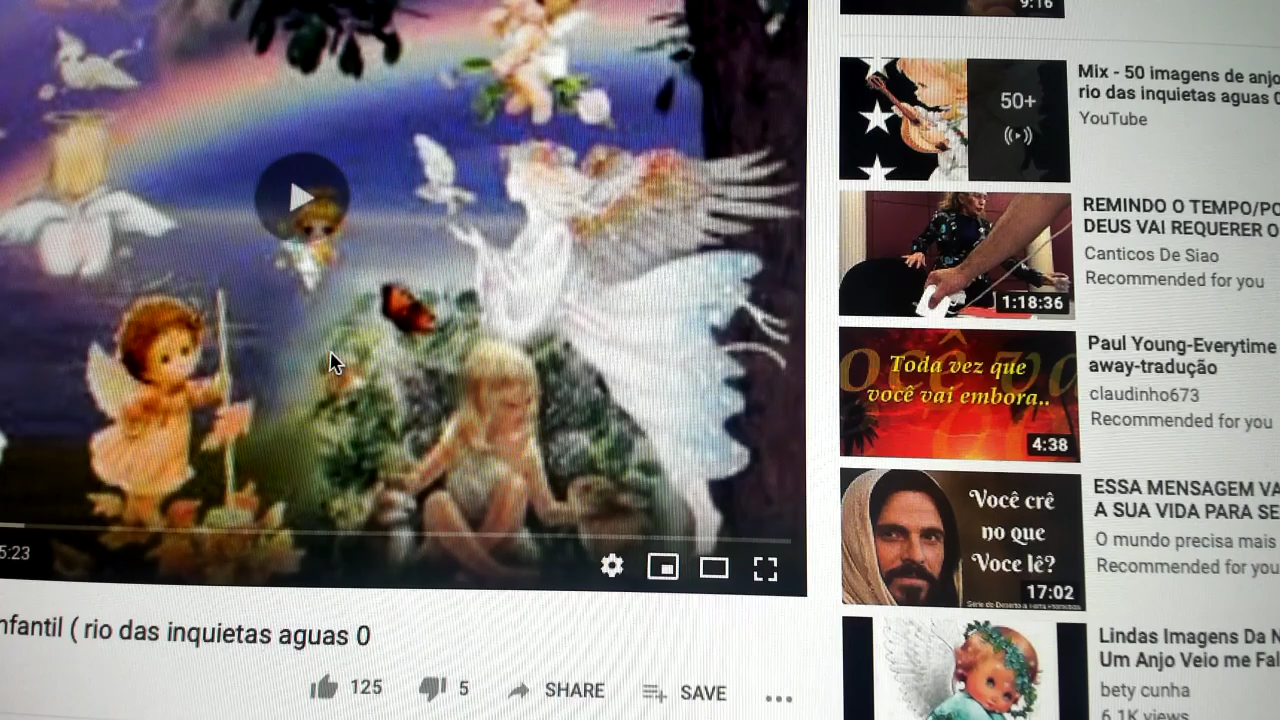 5:23
nfantil ( rio das inquietas aguas 0
125
5
SHARE
SAVE
9:16
50+
Mix - 50 imagens de anjo
rio das inquietas aguas 0
YouTube
1:18:36
REMINDO O TEMPO/PO
DEUS VAI REQUERER O
Canticos De Siao
Recommended for you
Toda vez que
você vai embora..
4:38
Paul Young-Everytime
away-tradução
claudinho673
Recommended for you
Você crê
no que
Voce lê?
17:02
ESSA MENSAGEM VA
A SUA VIDA PARA SE
O mundo precisa mais
Recommended for you
Lindas Imagens Da N
Um Anjo Veio me Fal
bety cunha
6.1K views